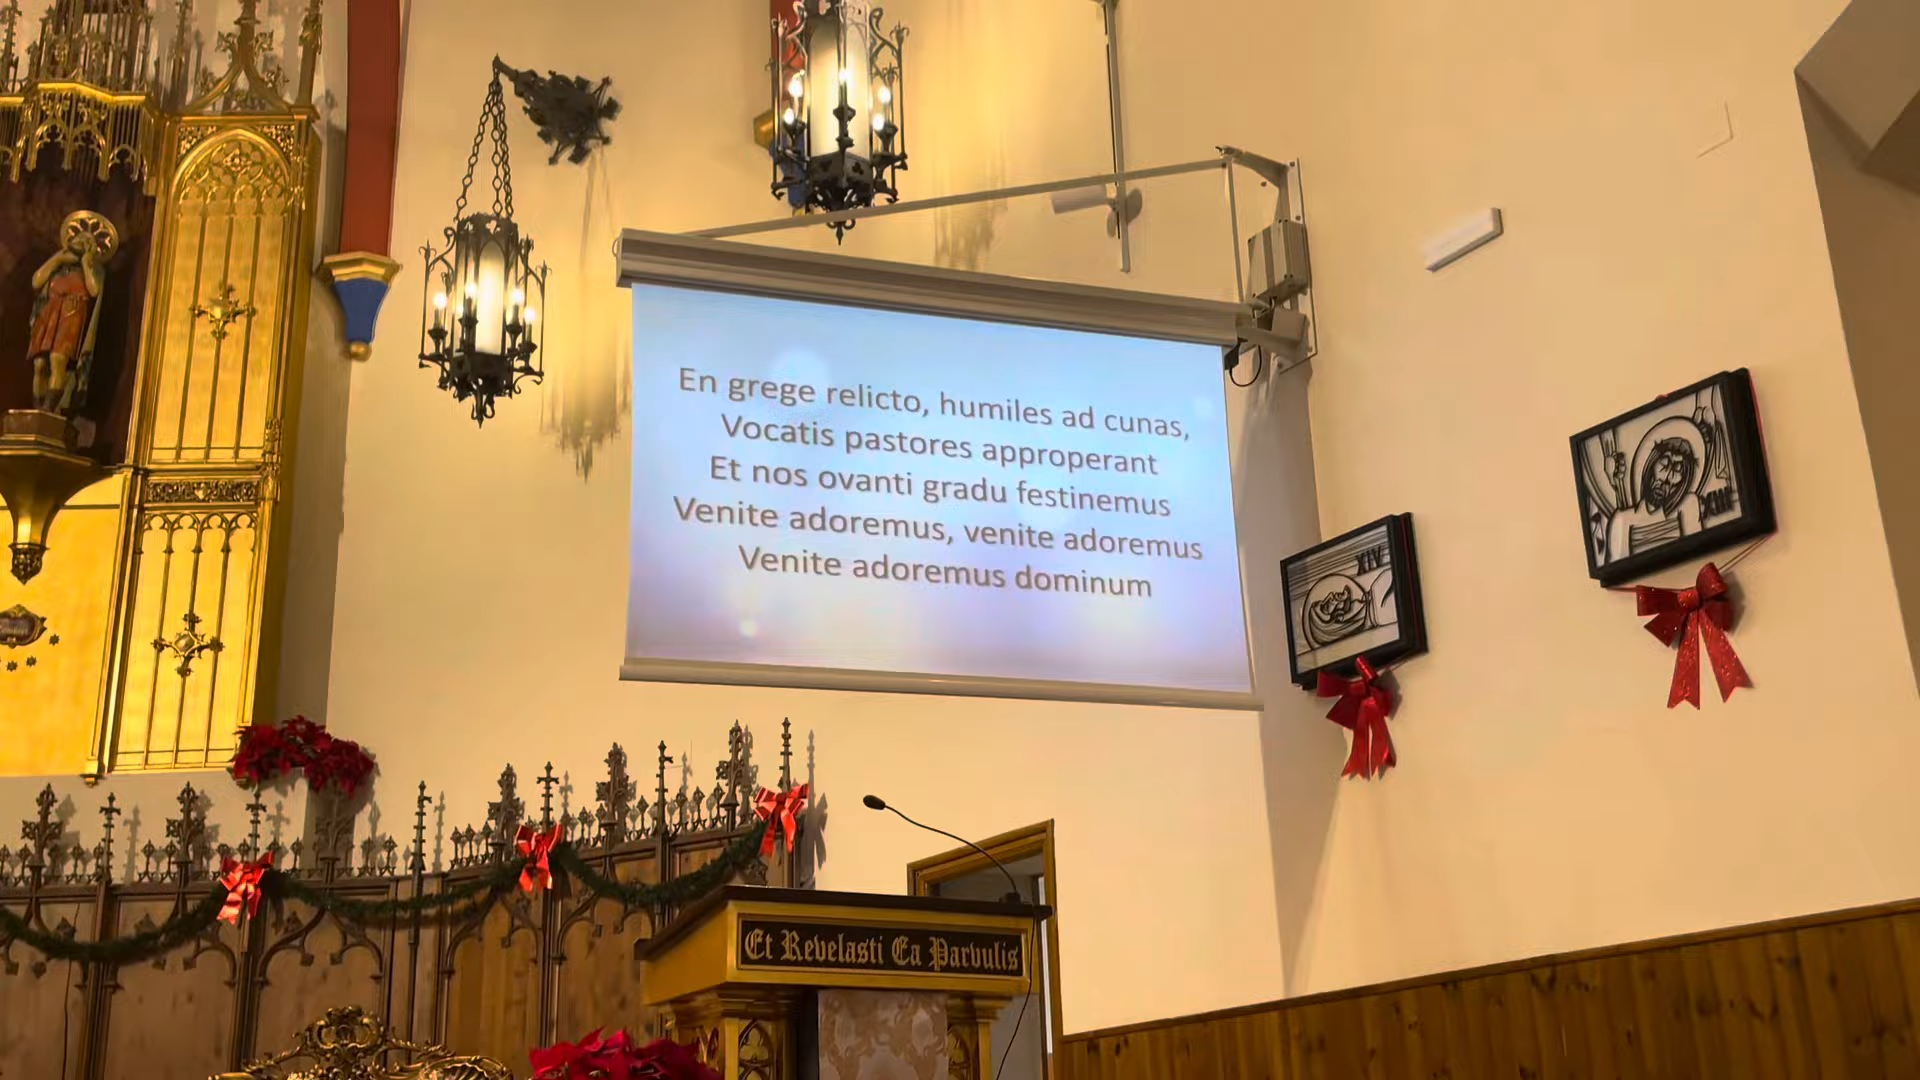 En grege relicto, humiles ad cunas,
Vocatis pastores approperant
Et nos ovanti gradu festinemus
Venite adoremus, venite adoremus
Venite adoremus dominum
XIV
XIII
Et Revelasti Ea Parvulis